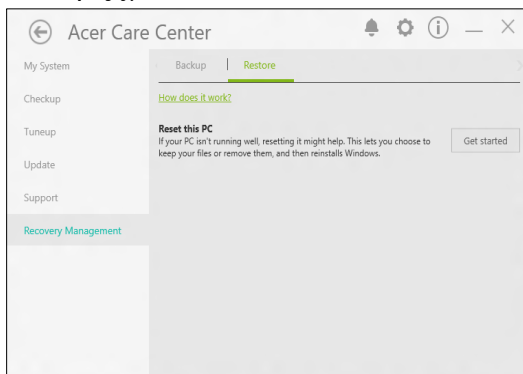 Acer Care Center
My System
Backup
Restore
Checkup
How does it work?
Tuneup
Reset this PC
If your PC isn't running well, resetting it might help. This lets you choose to
keep your files or remove them, and then reinstalls Windows.
Get started
Update
Support
Recovery Management